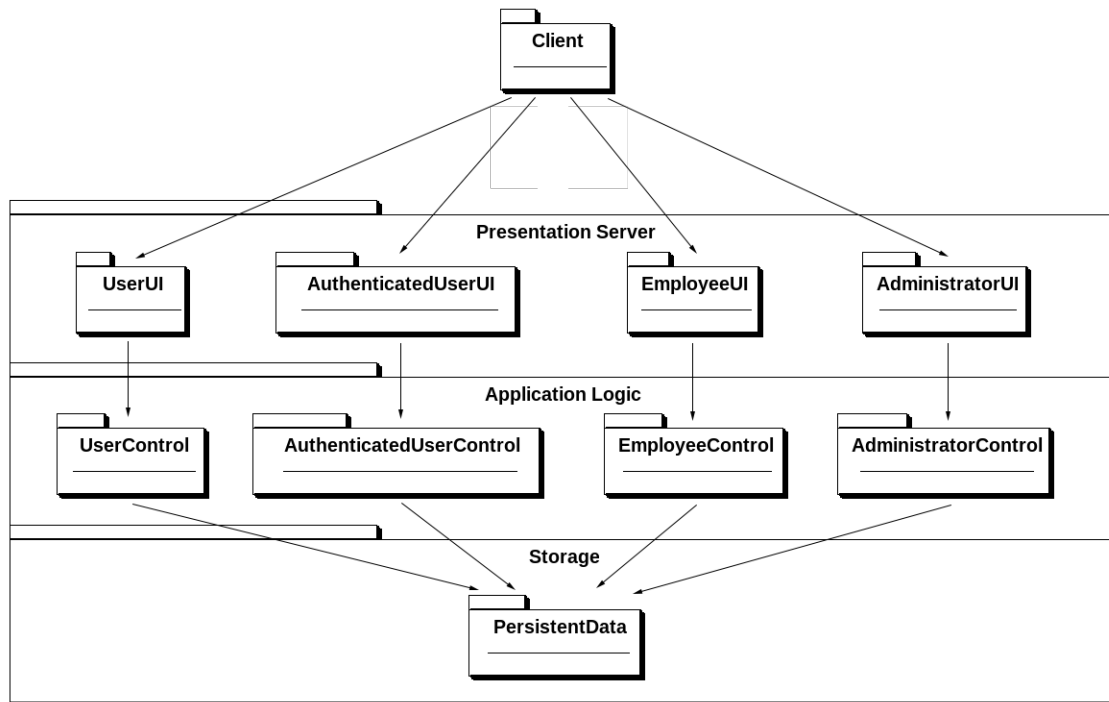 Client
Presentation Server
UserUI
AuthenticatedUserUI
EmployeeUI
AdministratorUI
Application Logic
UserControl
AuthenticatedUserControl
EmployeeControl
AdministratorControl
Storage
PersistentData